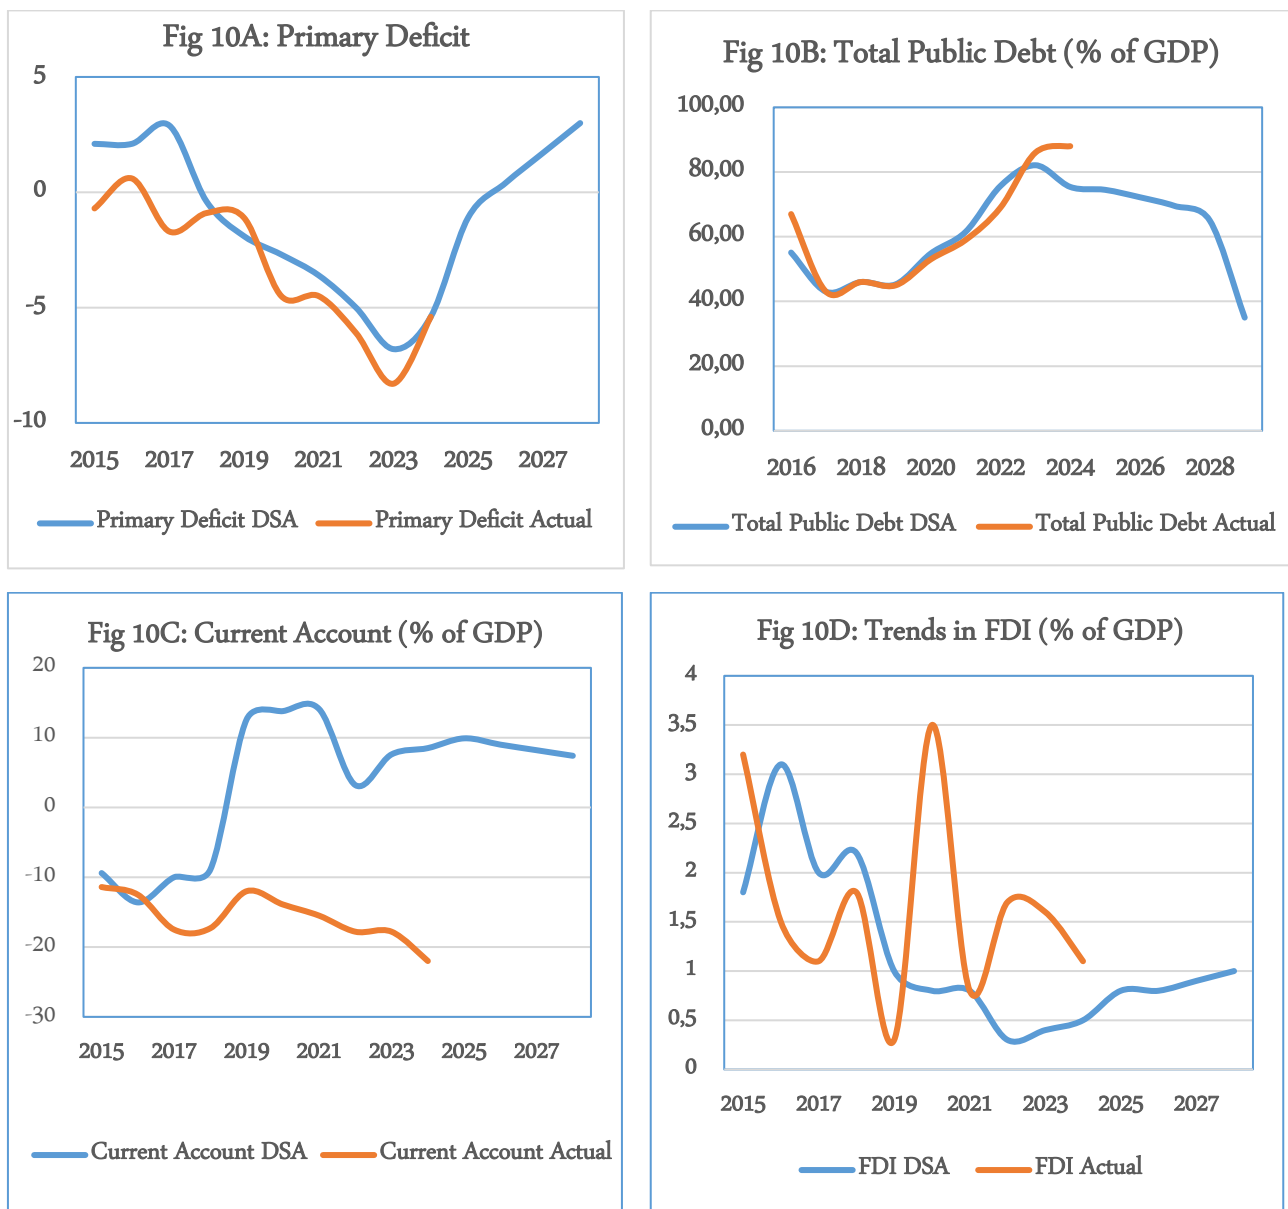 Fig 10A: Primary Deficit
5
0
-5
-10
2015 2017 2019 2021 2023 2025 2027
Primary Deficit DSA Primary Deficit Actual
Fig 10B: Total Public Debt (% of GDP)
100,00
80,00
60,00
40,00
20,00
0,00
2016 2018 2020 2022 2024 2026 2028
Total Public Debt DSA Total Public Debt Actual
Fig 10C: Current Account (% of GDP)
20
10
0
-10
-20
-30
2015 2017 2019 2021 2023 2025 2027
Current Account DSA Current Account Actual
Fig 10D: Trends in FDI (% of GDP)
4
3,5
3
2,5
2
1,5
1
0,5
0
2015 2017 2019 2021 2023 2025 2027
FDI DSA FDI Actual